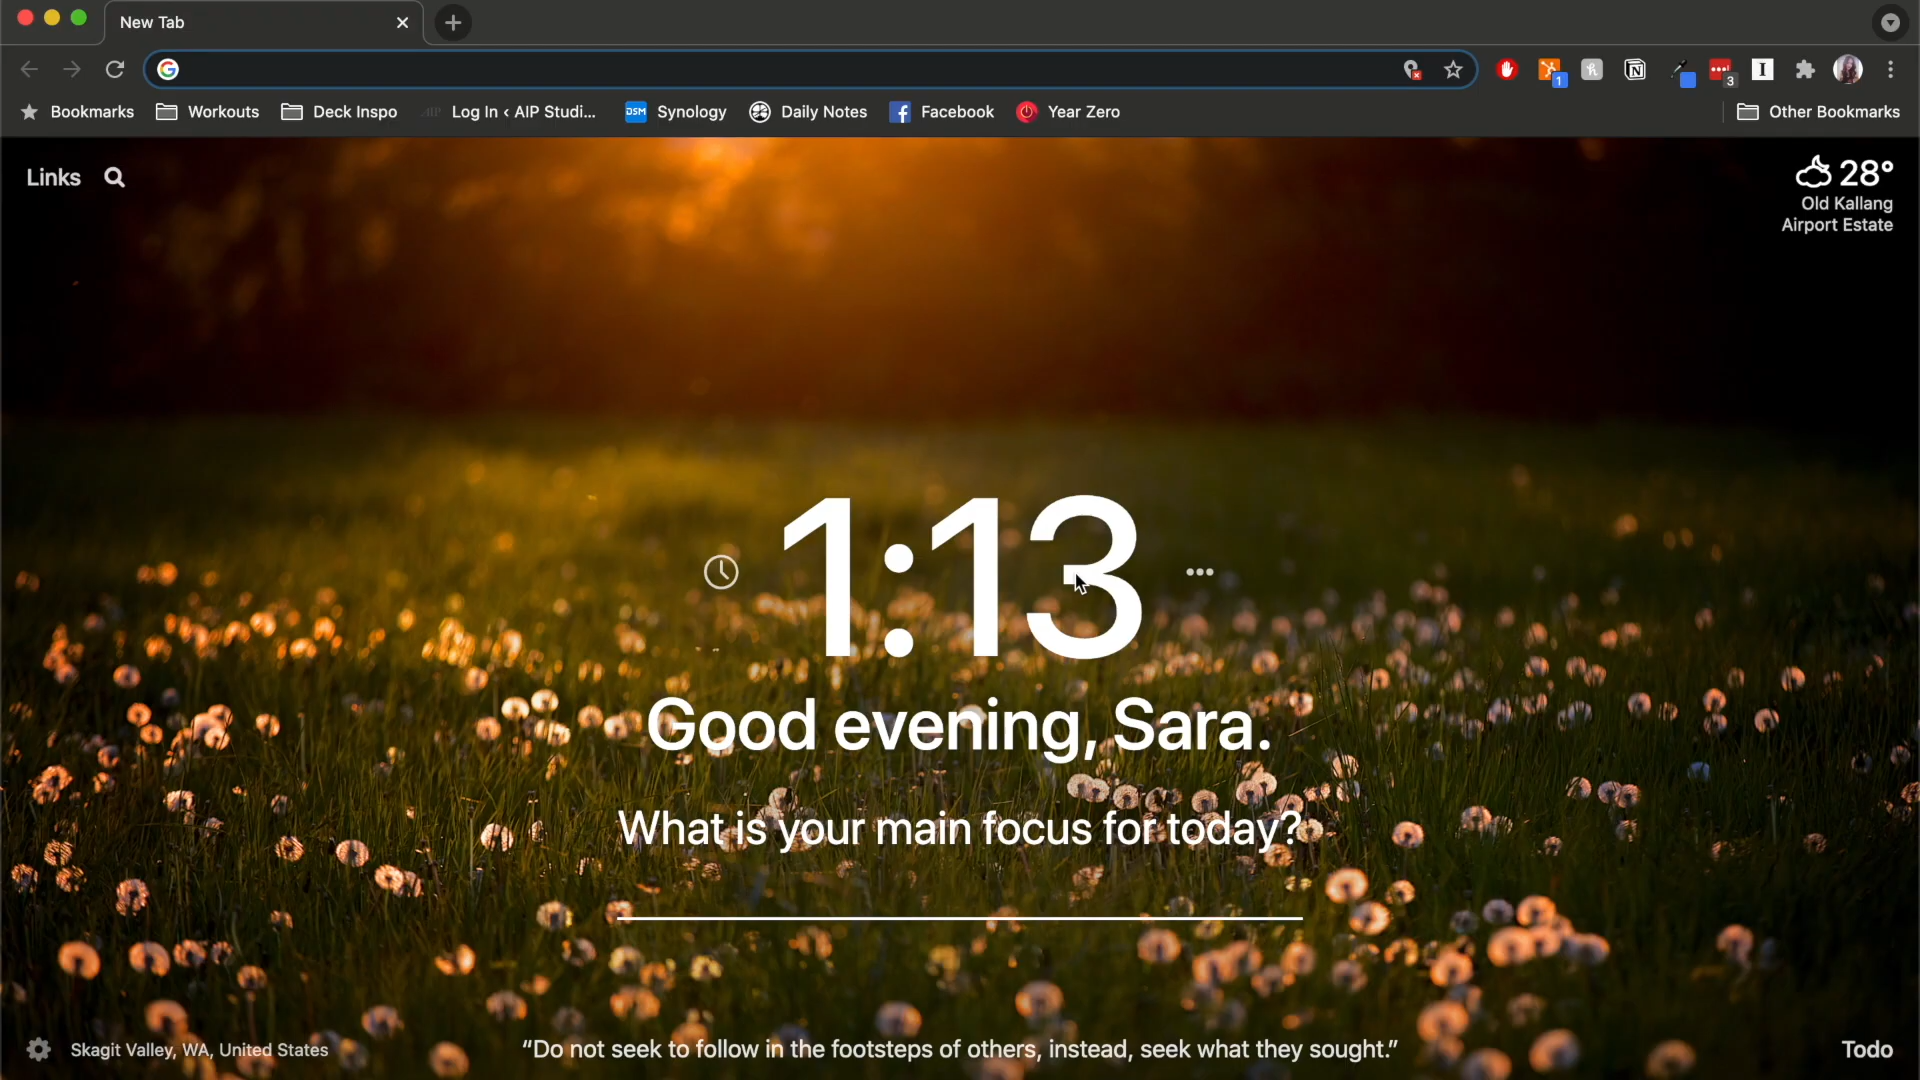 New Tab
1
3
Bookmarks
Workouts
Deck Inspo
Log In < AIP Studi...
DSM
Synology
Daily Notes
Facebook
Year Zero
Other Bookmarks
Links
28°
Old Kallang
Airport Estate
1:13
Good evening, Sara.
What is your main focus for today?
Skagit Valley, WA, United States
“Do not seek to follow in the footsteps of others, instead, seek what they sought.”
Todo